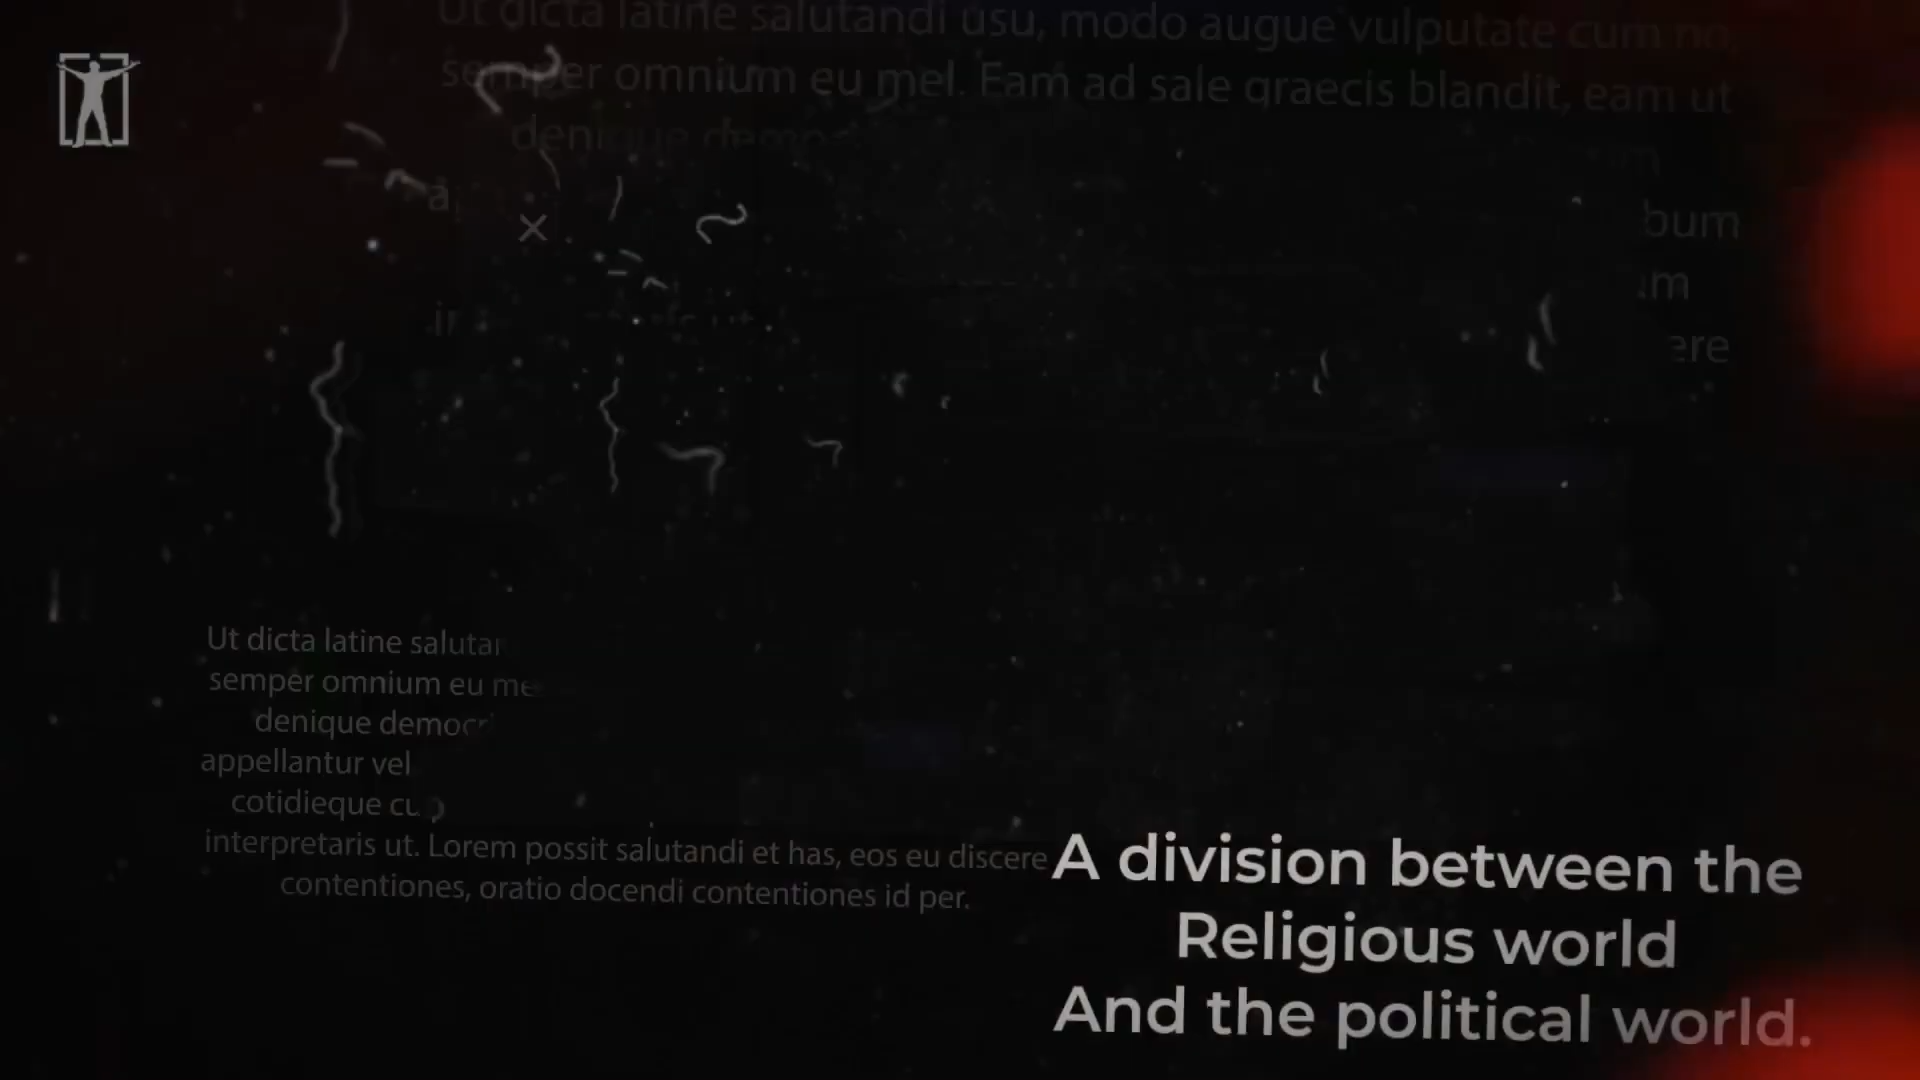 Ut dicta latine salutandi usu, modo augue vulputate cum no,
semper omnium eu mel. Eam ad sale graecis blandit, eam ut
denique
bum
ere
Ut dicta latine salutar
semper omnium eu me
denique democr
appellantur vel
cotidieque cu
interpretaris ut. Lorem possit salutandi et has, eos eu discere
contentiones, oratio docendi contentiones id per.
A division between the
Religious world
And the political world.